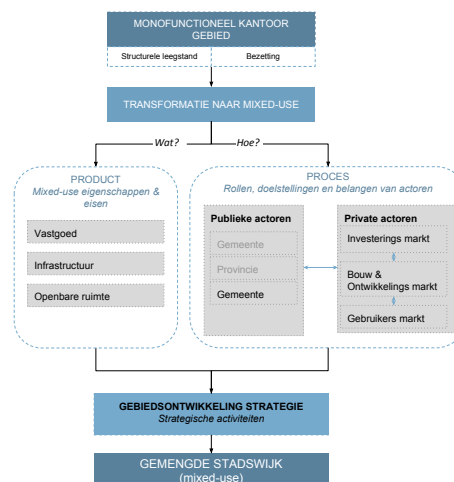 MONOFUNCTIONEEL KANTOOR
GEBIED
Structurele leegstand
Bezetting
TRANSFORMATIE NAAR MIXED-USE
Wat?
Hoe?
PRODUCT
Mixed-use eigenschappen &
eisen
Vastgoed
Infrastructuur
Openbare ruimte
PROCES
Rollen, doelstellingen en belangen van actoren
Publieke actoren
Gemeente
Provincie
Gemeente
Private actoren
Investerings markt
Bouw &
Ontwikkelings markt
Gebruikers markt
GEBIEDSONTWIKKELING STRATEGIE
Strategische activiteiten
GEMENGDE STADSWIJK
(mixed-use)